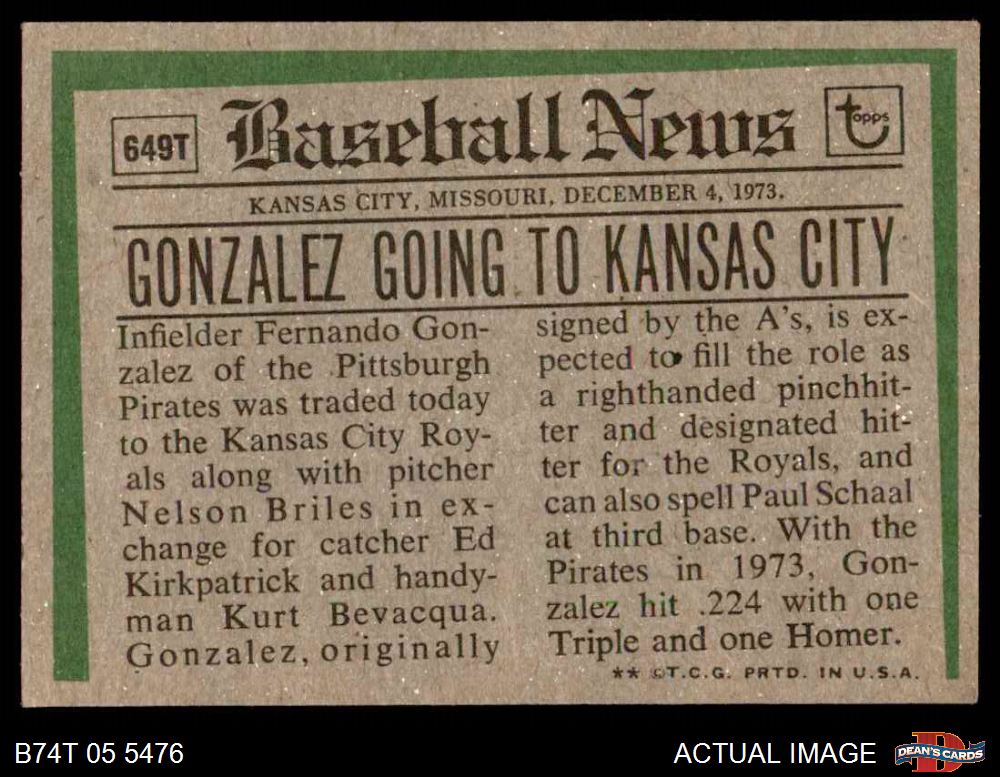 649T
Baseball News
Topps
KANSAS CITY, MISSOURI, DECEMBER 4, 1973.
GONZALEZ GOING TO KANSAS CITY
Infielder Fernando Gon-
zalez of the Pittsburgh
Pirates was traded today
to the Kansas City Roy-
als along with pitcher
Nelson Briles in ex-
change for catcher Ed
Kirkpatrick and handy-
man Kurt Bevacqua.
Gonzalez, originally
signed by the A's, is ex-
pected to fill the role as
a righthanded pinchhit-
ter and designated hit-
ter for the Royals, and
can also spell Paul Schaal
at third base. With the
Pirates in 1973, Gon-
zalez hit .224 with one
Triple and one Homer.
** ©T.C.G. PRTD. IN U.S.A.
B74T 05 5476
ACTUAL IMAGE
D
DEAN'S CARDS